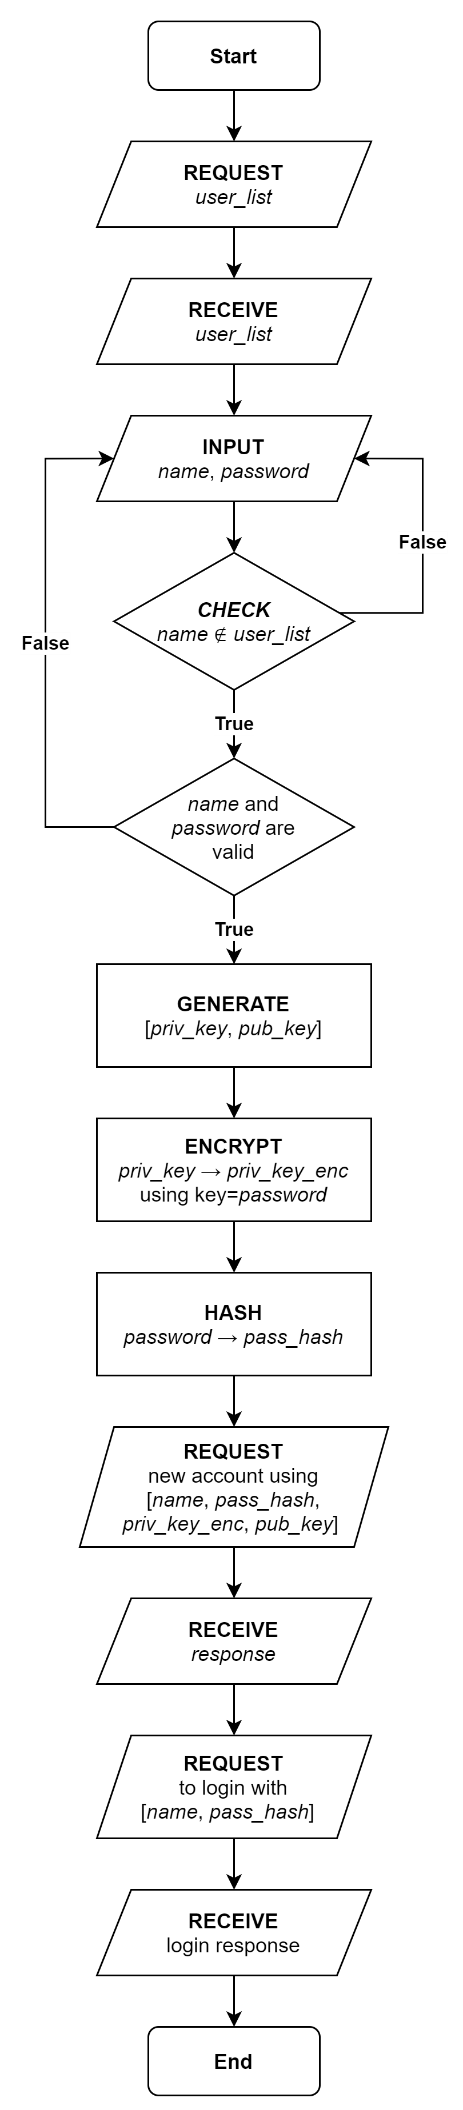 Start
REQUEST
user_list
RECEIVE
user_list
INPUT
name, password
False
CHECK
name ∉ user_list
False
True
name and
password are
valid
True
GENERATE
[priv_key, pub_key]
ENCRYPT
priv_key → priv_key_enc
using key=password
HASH
password → pass_hash
REQUEST
new account using
[name, pass_hash,
priv_key_enc, pub_key]
RECEIVE
response
REQUEST
to login with
[name, pass_hash]
RECEIVE
login response
End